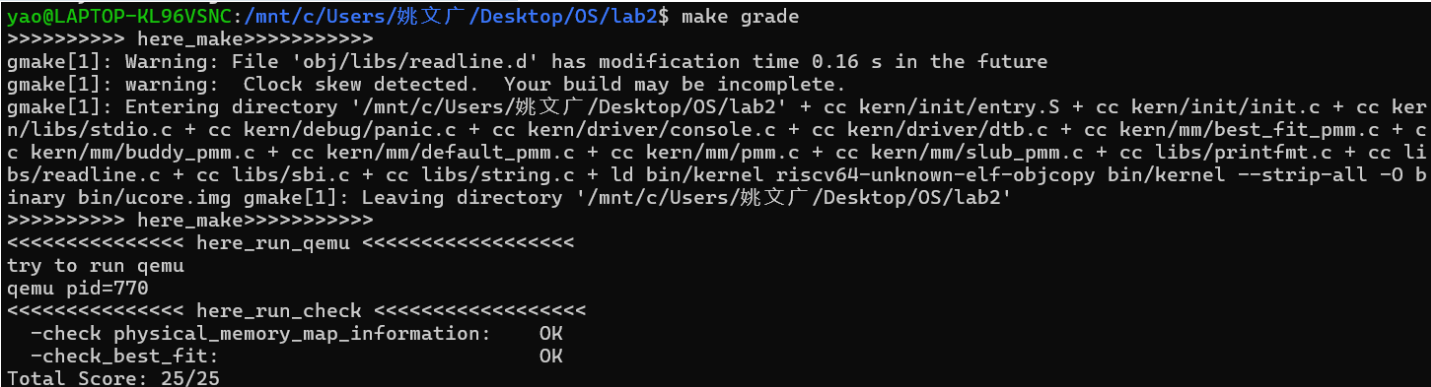 yao@LAPTOP-KL96VSNC:/mnt/c/Users/姚文广/Desktop/OS/lab2$ make grade
>>>>>>>>>> here_make>>>>>>>>>>>
gmake[1]: Warning: File 'obj/libs/readline.d' has modification time 0.16 s in the future
gmake[1]: warning:  Clock skew detected.  Your build may be incomplete.
gmake[1]: Entering directory '/mnt/c/Users/姚文广/Desktop/OS/lab2' + cc kern/init/entry.S + cc kern/init/init.c + cc ker
n/libs/stdio.c + cc kern/debug/panic.c + cc kern/driver/console.c + cc kern/driver/dtb.c + cc kern/mm/best_fit_pmm.c + c
c kern/mm/buddy_pmm.c + cc kern/mm/default_pmm.c + cc kern/mm/pmm.c + cc kern/mm/slub_pmm.c + cc libs/printfmt.c + cc li
bs/readline.c + cc libs/sbi.c + cc libs/string.c + ld bin/kernel riscv64-unknown-elf-objcopy bin/kernel --strip-all -O b
inary bin/ucore.img gmake[1]: Leaving directory '/mnt/c/Users/姚文广/Desktop/OS/lab2'
>>>>>>>>>> here_make>>>>>>>>>>>
<<<<<<<<<<<<<<< here_run_qemu <<<<<<<<<<<<<<<<<<
try to run qemu
qemu pid=770
<<<<<<<<<<<<<<< here_run_check <<<<<<<<<<<<<<<<<<
  -check physical_memory_map_information:    OK
  -check_best_fit:                           OK
Total Score: 25/25